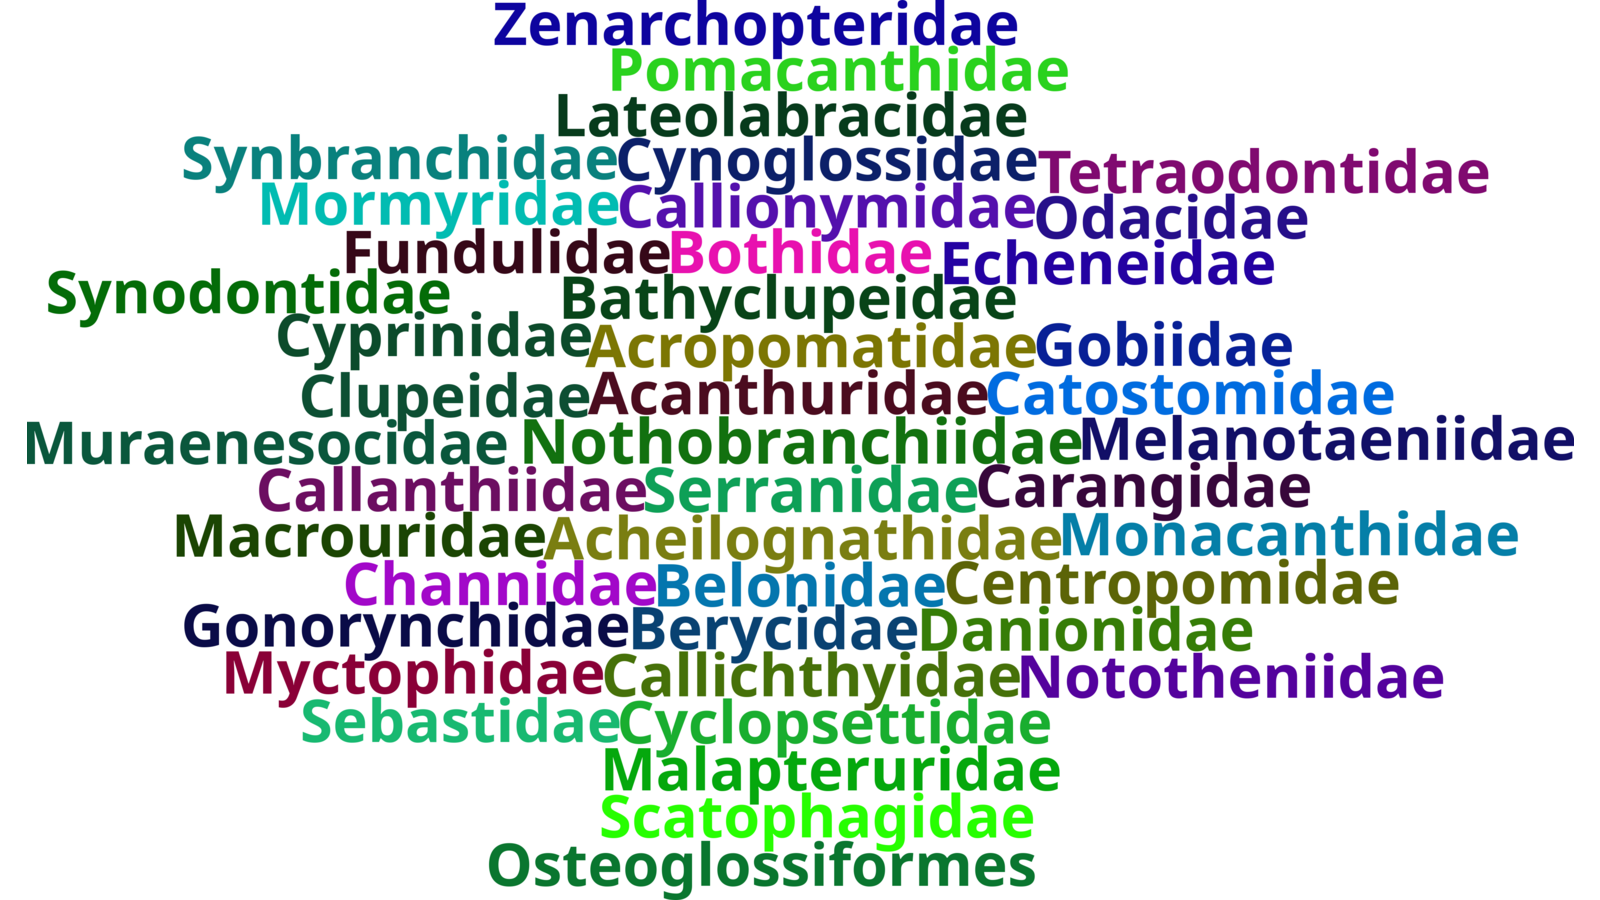 Zenarchopteridae
Pomacanthidae
Lateolabracidae
Synbranchidae Cynoglossidae Tetraodontidae
Mormyridae Callionymidae Odacidae
Fundulidae Bothidae Echeneidae
Synodontidae Bathyclupeidae
Cyprinidae Acropomatidae Gobiidae
Clupeidae Acanthuridae Catostomidae
Muraenesocidae Nothobranchiidae Melanotaeniidae
Callanthiidae Serranidae Carangidae
Macrouridae Acheilognathidae Monacanthidae
Channidae Belonidae Centropomidae
Gonorynchidae Berycidae Danionidae
Myctophidae Callichthyidae Nototheniidae
Sebastidae Cyclopsettidae
Malapteruridae
Scatophagidae
Osteoglossiformes